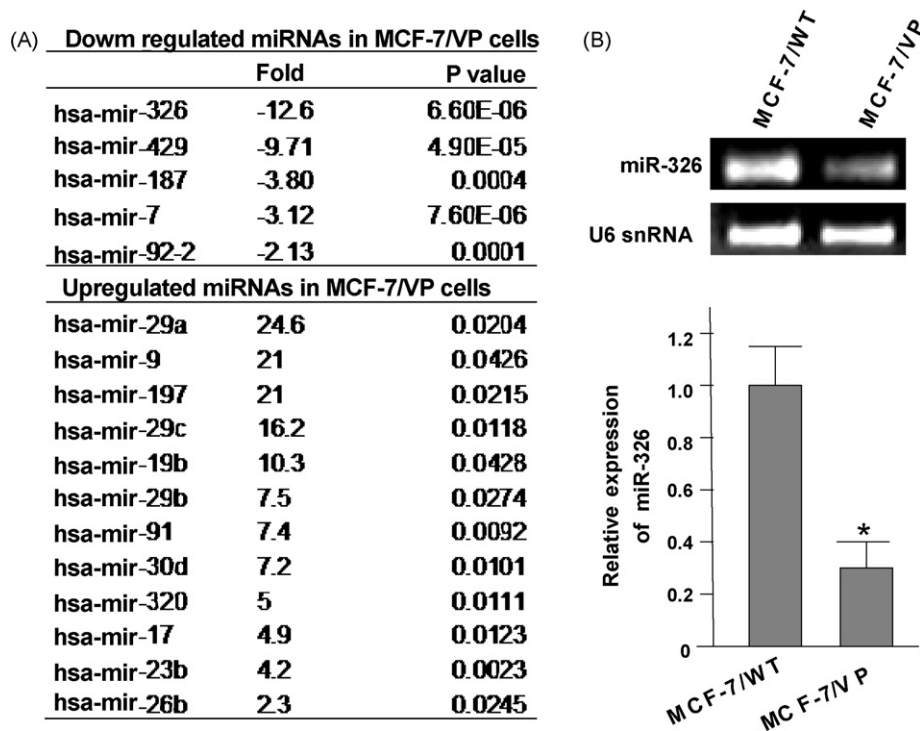 (A)
Dowm regulated miRNAs in MCF-7/VP cells
Fold P value
hsa-mir-326 -12.6 6.60E-06
hsa-mir-429 -9.71 4.90E-05
hsa-mir-187 -3.80 0.0004
hsa-mir-7 -3.12 7.60E-06
hsa-mir-92-2 -2.13 0.0001
Upregulated miRNAs in MCF-7/VP cells
hsa-mir-29a 24.6 0.0204
hsa-mir-9 21 0.0426
hsa-mir-197 21 0.0215
hsa-mir-29c 16.2 0.0118
hsa-mir-19b 10.3 0.0428
hsa-mir-29b 7.5 0.0274
hsa-mir-91 7.4 0.0092
hsa-mir-30d 7.2 0.0101
hsa-mir-320 5 0.0111
hsa-mir-17 4.9 0.0123
hsa-mir-23b 4.2 0.0023
hsa-mir-26b 2.3 0.0245
(B)
MCF-7/WT
MCF-7/VP
miR-326
U6 snRNA
Relative expression
of miR-326
1.2
1.0
0.8
0.6
0.4
0.2
0
*
MCF-7/WT
MCF-7/VP